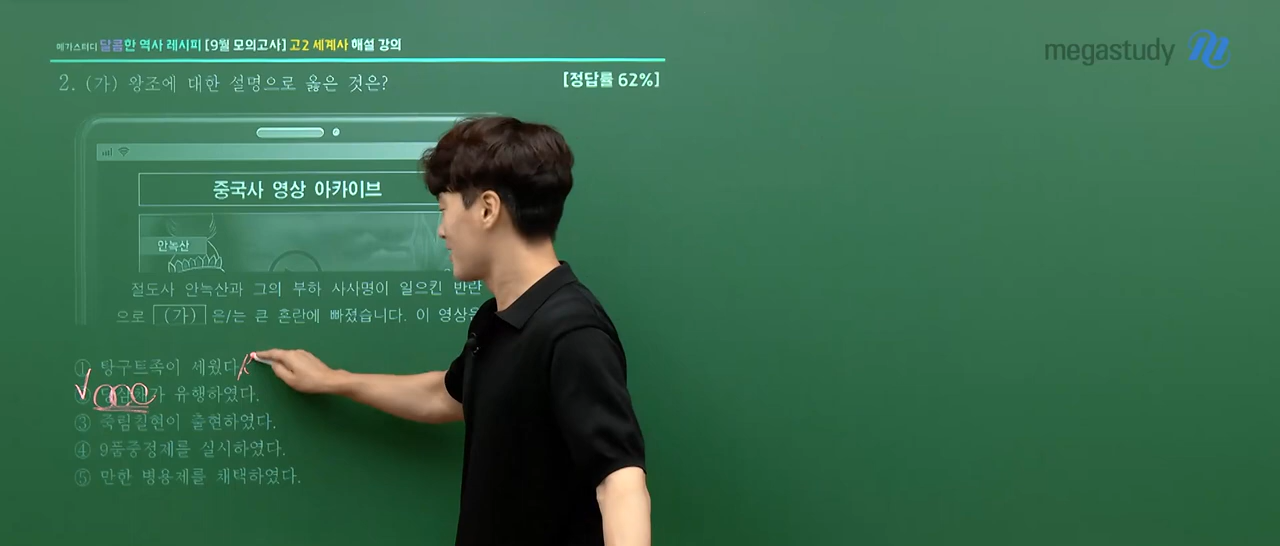 메가스터디 달콤한 역사 레시피 [9월 모의고사] 고2 세계사 해설 강의
megastudy
2. (가) 왕조에 대한 설명으로 옳은 것은?
[정답률 62%]
중국사 영상 아카이브
안녹산
절도사 안녹산과 그의 부하 사사명이 일으킨 반란
으로 (가) 은/는 큰 혼란에 빠졌습니다. 이 영상은
① 탕구트족이 세웠다
② 당삼채가 유행하였다.
③ 죽림칠현이 출현하였다.
④ 9품중정제를 실시하였다.
⑤ 만한 병용제를 채택하였다.